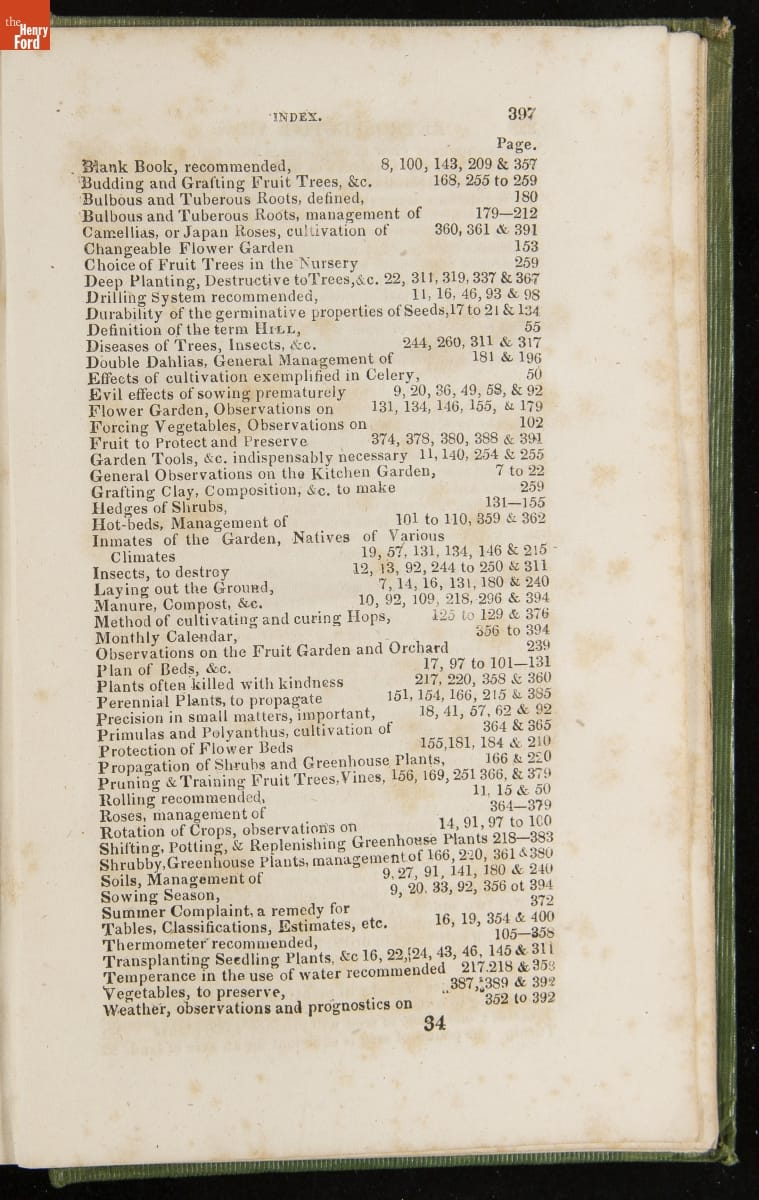 the
Henry
Ford
INDEX.
397
Page.
Blank Book, recommended, 8, 100, 143, 209 & 357
Budding and Grafting Fruit Trees, &c. 168, 255 to 259
Bulbous and Tuberous Roots, defined, 180
Bulbous and Tuberous Roots, management of 179—212
Camellias, or Japan Roses, cultivation of 360, 361 & 391
Changeable Flower Garden 153
Choice of Fruit Trees in the Nursery 259
Deep Planting, Destructive to Trees, &c. 22, 311, 319, 337 & 367
Drilling System recommended, 11, 16, 46, 93 & 98
Durability of the germinative properties of Seeds, 17 to 21 & 134
Definition of the term HILL, 55
Diseases of Trees, Insects, &c. 244, 260, 311 & 317
Double Dahlias, General Management of 181 & 196
Effects of cultivation exemplified in Celery, 50
Evil effects of sowing prematurely 9, 20, 36, 49, 58, & 92
Flower Garden, Observations on 131, 134, 146, 155, & 179
Forcing Vegetables, Observations on 102
Fruit to Protect and Preserve 374, 378, 380, 388 & 391
Garden Tools, &c. indispensably necessary 11, 140, 254 & 255
General Observations on the Kitchen Garden, 7 to 22
Grafting Clay, Composition, &c. to make 259
Hedges of Shrubs, 131—155
Hot-beds, Management of 101 to 110, 359 & 362
Inmates of the Garden, Natives of Various
Climates 19, 57, 131, 134, 146 & 215
Insects, to destroy 12, 13, 92, 244 to 250 & 311
Laying out the Ground, 7, 14, 16, 131, 180 & 240
Manure, Compost, &c. 10, 92, 109, 218, 296 & 394
Method of cultivating and curing Hops, 125 to 129 & 376
Monthly Calendar, 356 to 394
Observations on the Fruit Garden and Orchard 239
Plan of Beds, &c. 17, 97 to 101—131
Plants often killed with kindness 217, 220, 358 & 360
Perennial Plants, to propagate 151, 154, 166, 215 & 385
Precision in small matters, important, 18, 41, 57, 62 & 92
Primulas and Polyanthus, cultivation of 364 & 365
Protection of Flower Beds 155, 181, 184 & 210
Propagation of Shrubs and Greenhouse Plants, 166 & 220
Pruning & Training Fruit Trees, Vines, 156, 169, 251 366, & 379
Rolling recommended, 11, 15 & 50
Roses, management of 364—379
Rotation of Crops, observations on 14, 91, 97 to 100
Shifting, Potting, & Replenishing Greenhouse Plants 218—383
Shrubby, Greenhouse Plants, management of 166, 220, 361 & 380
Soils, Management of 9, 27, 91, 141, 180 & 240
Sowing Season, 9, 20, 33, 92, 356 ot 394
Summer Complaint, a remedy for 372
Tables, Classifications, Estimates, etc. 16, 19, 354 & 400
Thermometer recommended, 105—358
Transplanting Seedling Plants, &c 16, 22, 24, 43, 46, 145 & 311
Temperance in the use of water recommended 217.218 & 358
Vegetables, to preserve, 387, 389 & 392
Weather, observations and prognostics on 352 to 392
34